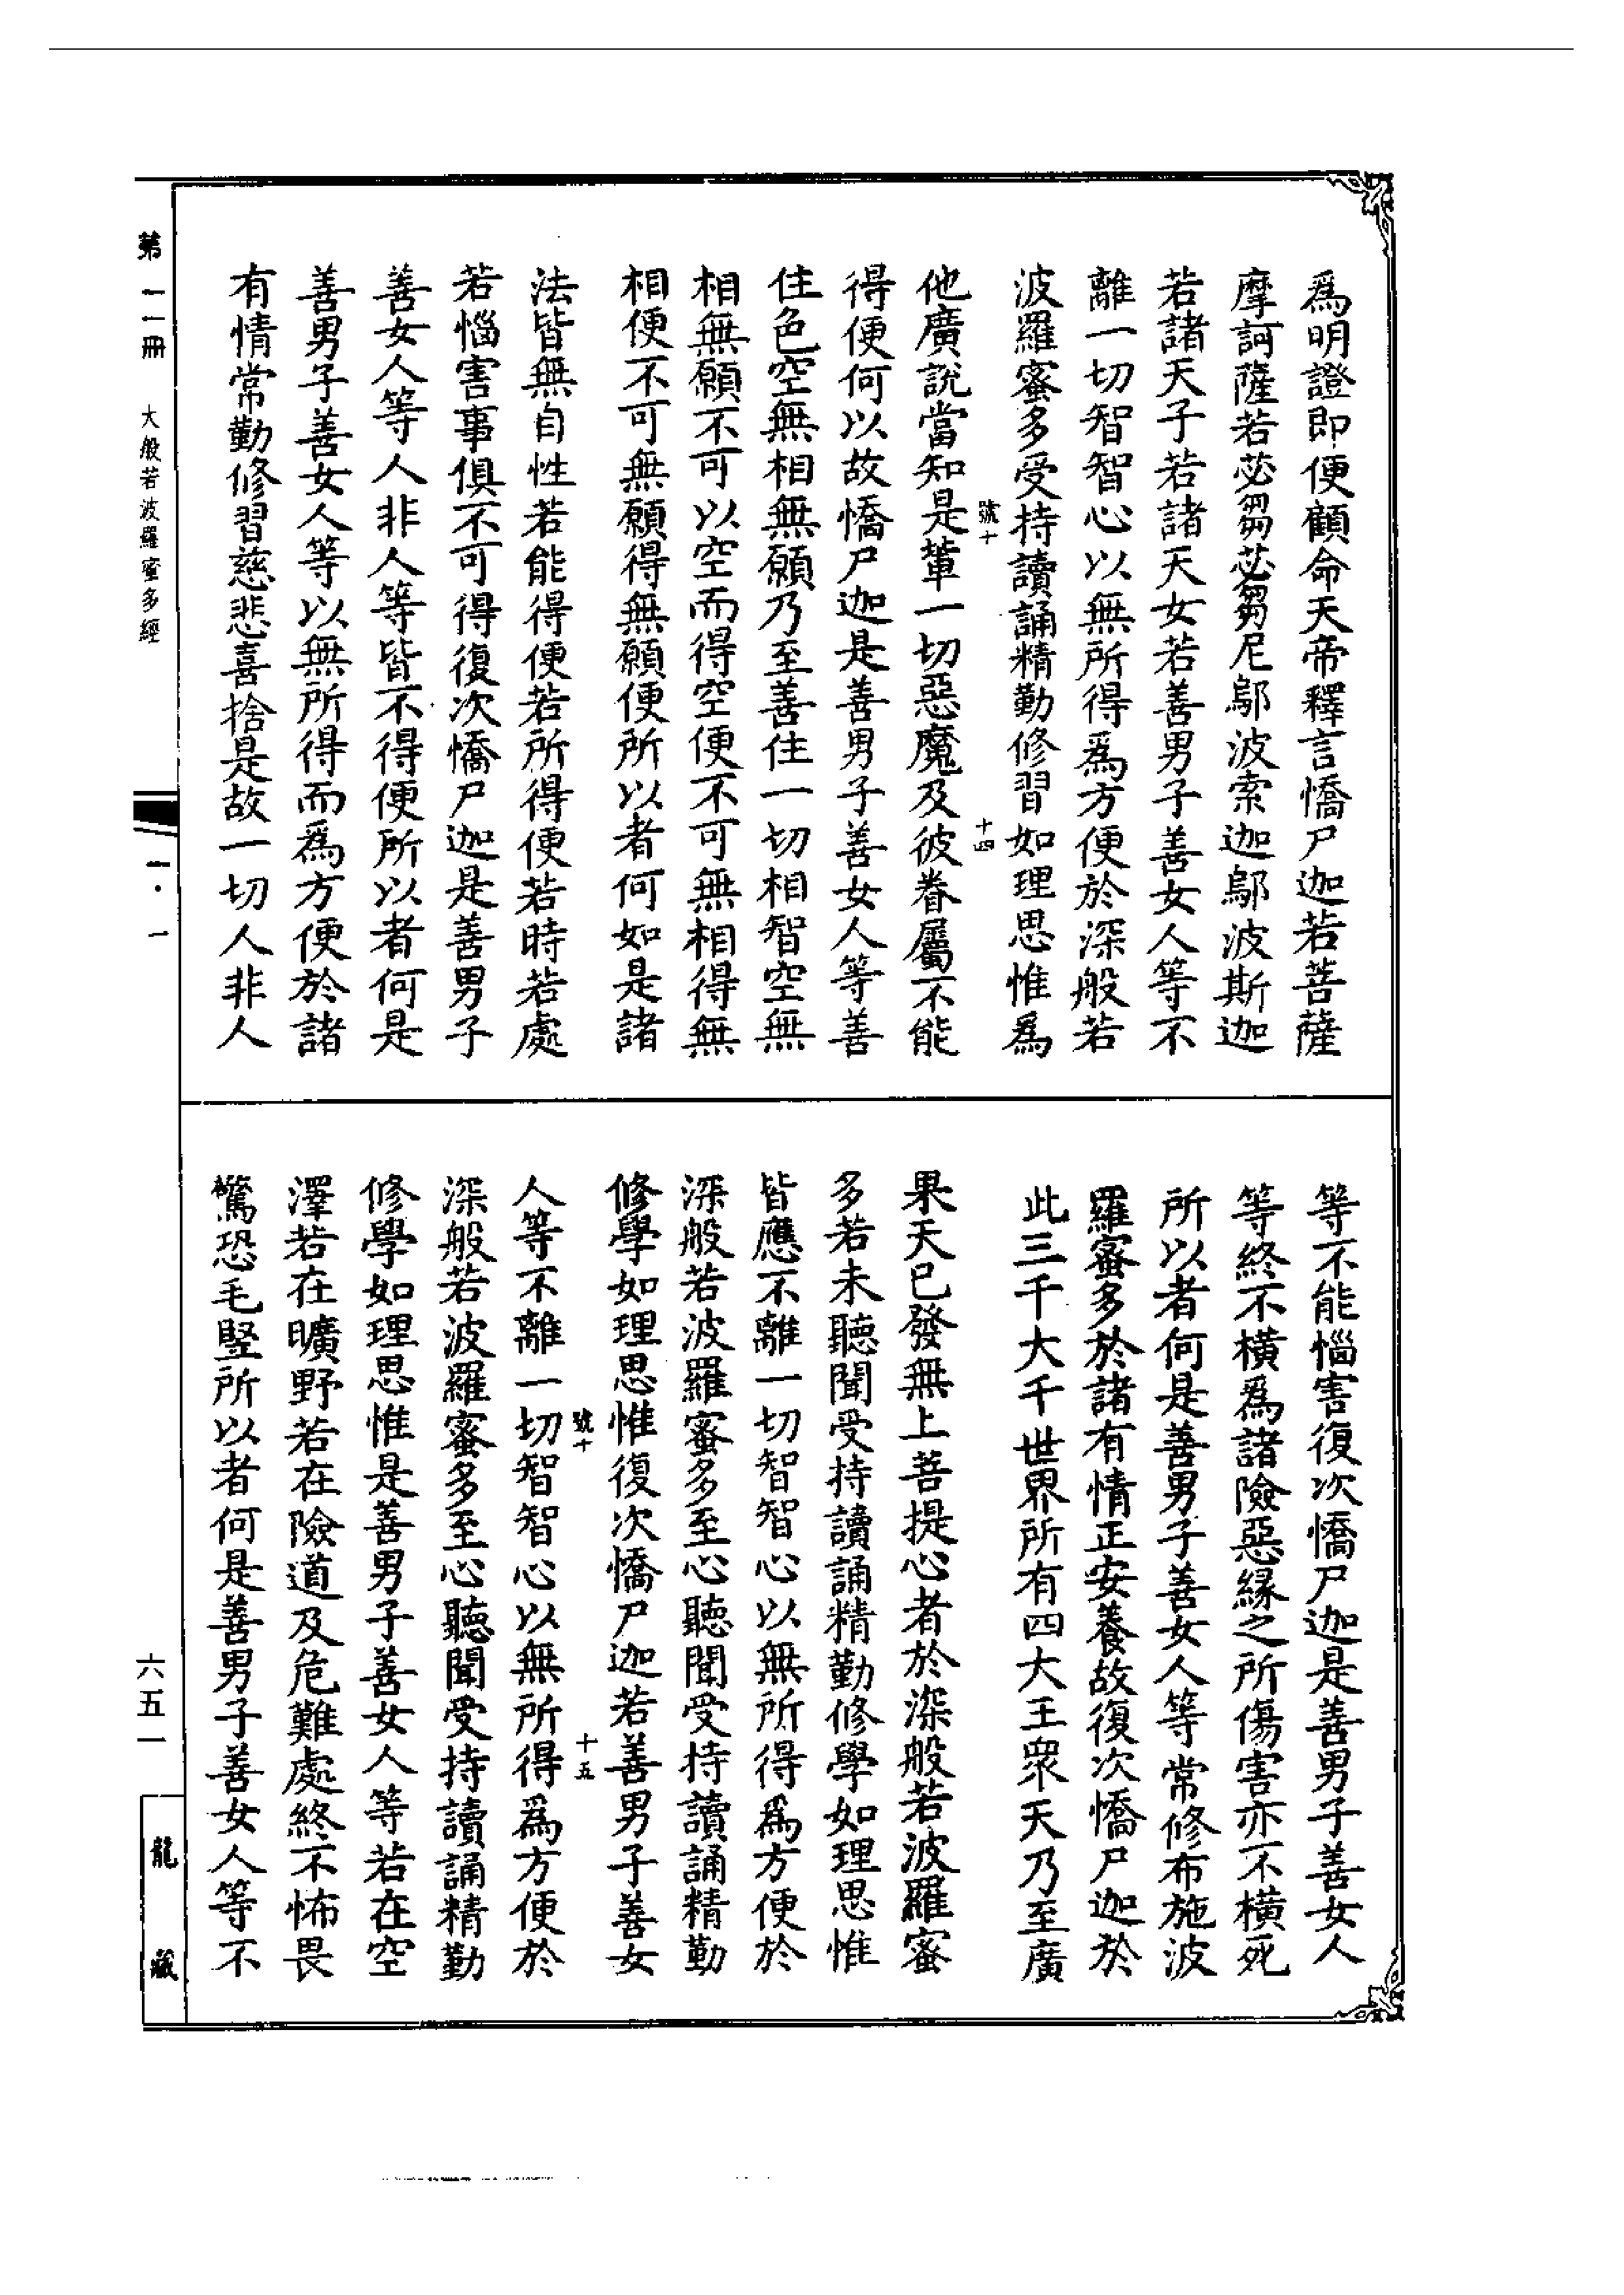 爲明證即便顧命天帝釋言憍尸迦若菩薩
摩訶薩若苾芻苾芻尼鄔波索迦鄔波斯迦
若諸天子若諸天女若善男子善女人等不
離一切智智心以無所得爲方便於深般若
波羅蜜多受持讀誦精勤修習如理思惟爲
號十
十四
他廣說當知是輩一切惡魔及彼眷屬不能
得便何以故憍尸迦是善男子善女人等善
住色空無相無願乃至善住一切相智空無
相無願不可以空而得空便不可無相得無
相便不可無願得無願便所以者何如是諸
法皆無自性若能得便若所得便若時若處
若惱害事俱不可得復次憍尸迦是善男子
善女人等人非人等皆不得便所以者何是
善男子善女人等以無所得而爲方便於諸
有情常勤修習慈悲喜捨是故一切人非人
等不能惱害復次憍尸迦是善男子善女人
等終不橫爲諸險惡緣之所傷害亦不橫死
所以者何是善男子善女人等常修布施波
羅蜜多於諸有情正安養故復次憍尸迦於
此三千大千世界所有四大王眾天乃至廣
果天已發無上菩提心者於深般若波羅蜜
多若未聽聞受持讀誦精勤修學如理思惟
皆應不離一切智智心以無所得爲方便於
深般若波羅蜜多至心聽聞受持讀誦精勤
修學如理思惟復次憍尸迦若善男子善女
號十
十五
人等不離一切智智心以無所得爲方便於
深般若波羅蜜多至心聽聞受持讀誦精勤
修學如理思惟是善男子善女人等若在空
澤若在曠野若在險道及危難處終不怖畏
驚恐毛豎所以者何是善男子善女人等不
第二冊 大般若波羅蜜多經
一·一
六五一
龍藏